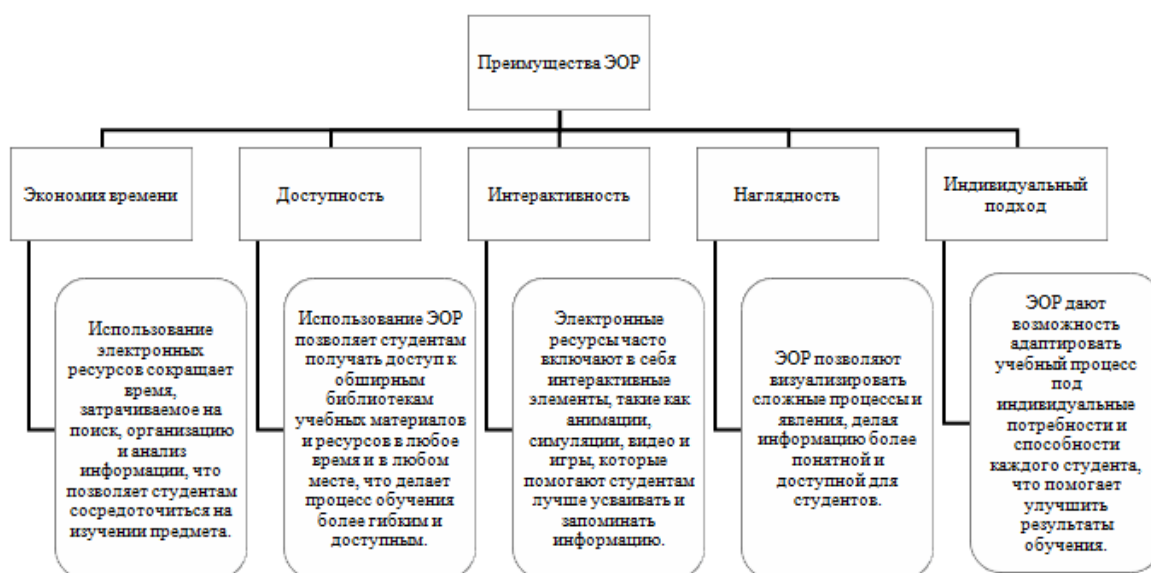 Преимущества ЭОР
Экономия времени
Доступность
Интерактивность
Наглядность
Индивидуальный
подход
Использование
электронных
ресурсов сокращает
время,
затрачиваемое на
поиск, организацию
и анализ
информации, что
позволяет студентам
сосредоточиться на
изучении предмета.
Использование ЭОР
позволяет студентам
получать доступ к
обширным
библиотекам
учебных материалов
и ресурсов в любое
время и в любом
месте, что делает
процесс обучения
более гибким и
доступным.
Электронные
ресурсы часто
включают в себя
интерактивные
элементы, такие как
анимации,
симуляции, видео и
игры, которые
помогают студентам
лучше усваивать и
запоминать
информацию.
ЭОР позволяют
визуализировать
сложные процессы и
явления, делая
информацию более
понятной и
доступной для
студентов.
ЭОР дают
возможность
адаптировать
учебный процесс
под
индивидуальные
потребности и
способности
каждого студента,
что помогает
улучшить
результаты
обучения.